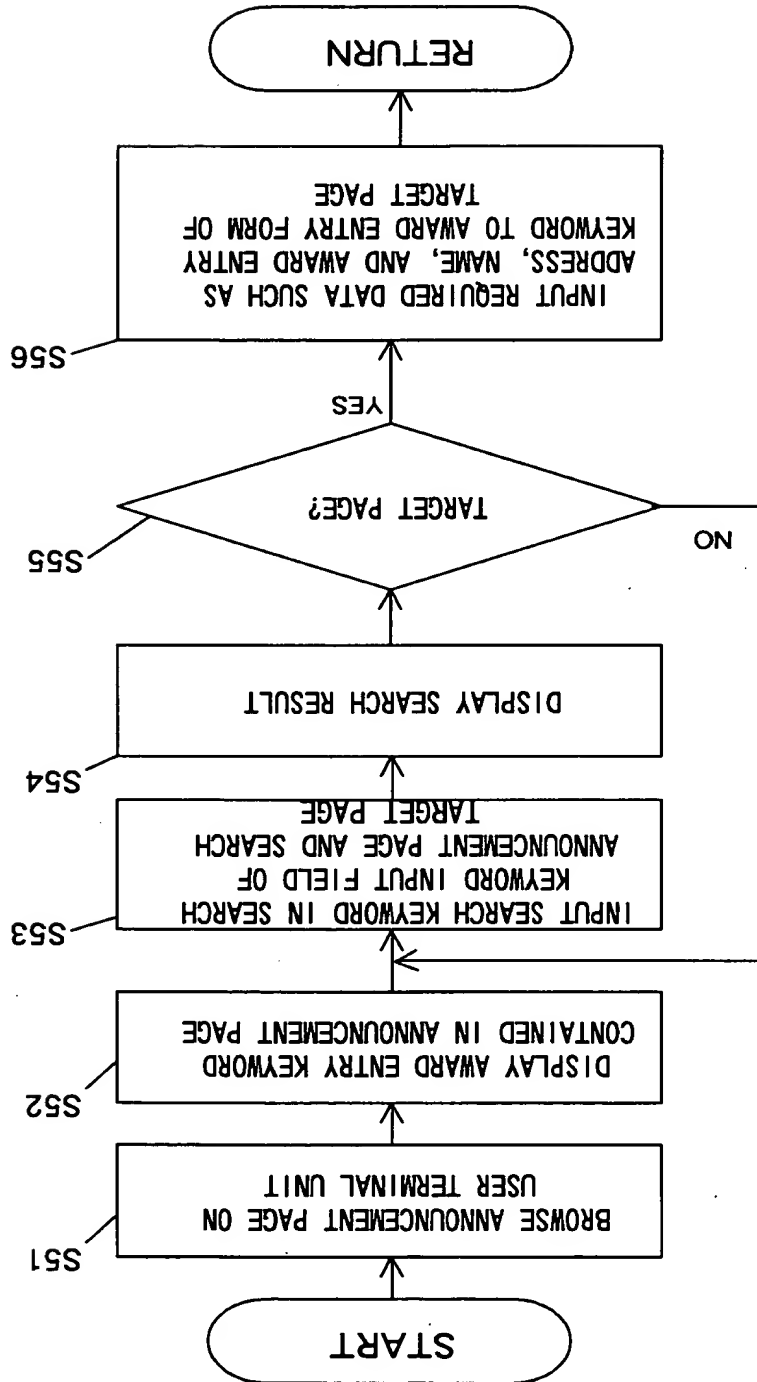 START
S51
BROWSE ANNOUNCEMENT PAGE ON
USER TERMINAL UNIT
S52
DISPLAY AWARD ENTRY KEYWORD
CONTAINED IN ANNOUNCEMENT PAGE
S53
INPUT SEARCH KEYWORD IN SEARCH
KEYWORD INPUT FIELD OF
ANNOUNCEMENT PAGE AND SEARCH
TARGET PAGE
S54
DISPLAY SEARCH RESULT
S55
TARGET PAGE?
NO
YES
S56
INPUT REQUIRED DATA SUCH AS
ADDRESS, NAME, AND AWARD ENTRY
KEYWORD TO AWARD ENTRY FORM OF
TARGET PAGE
RETURN